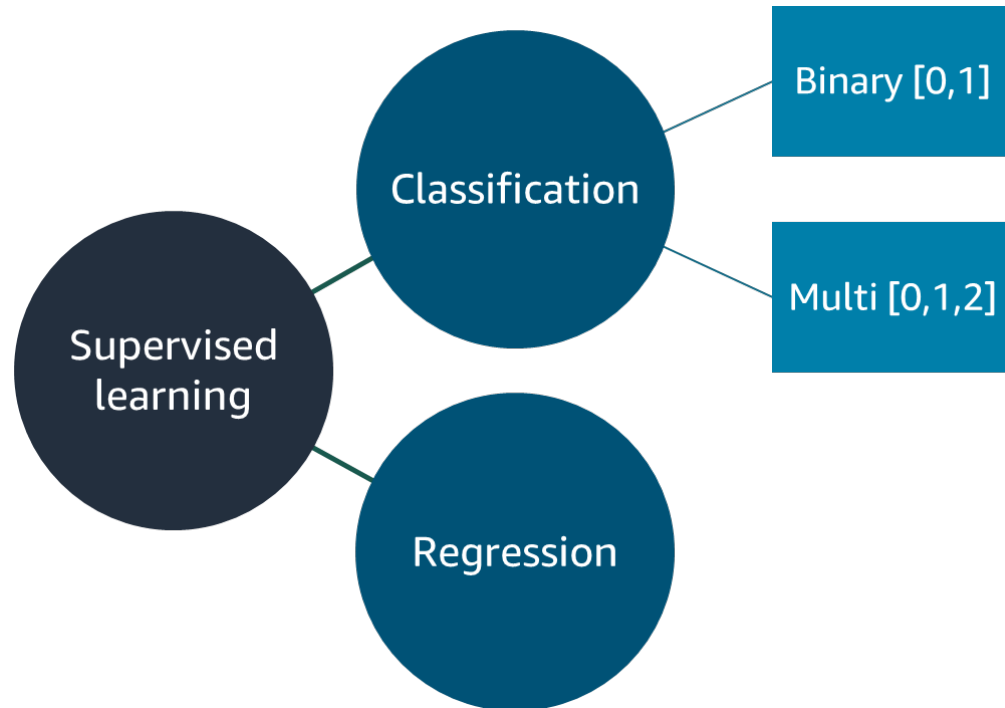 Supervised
learning
Classification
Binary [0,1]
Multi [0,1,2]
Regression